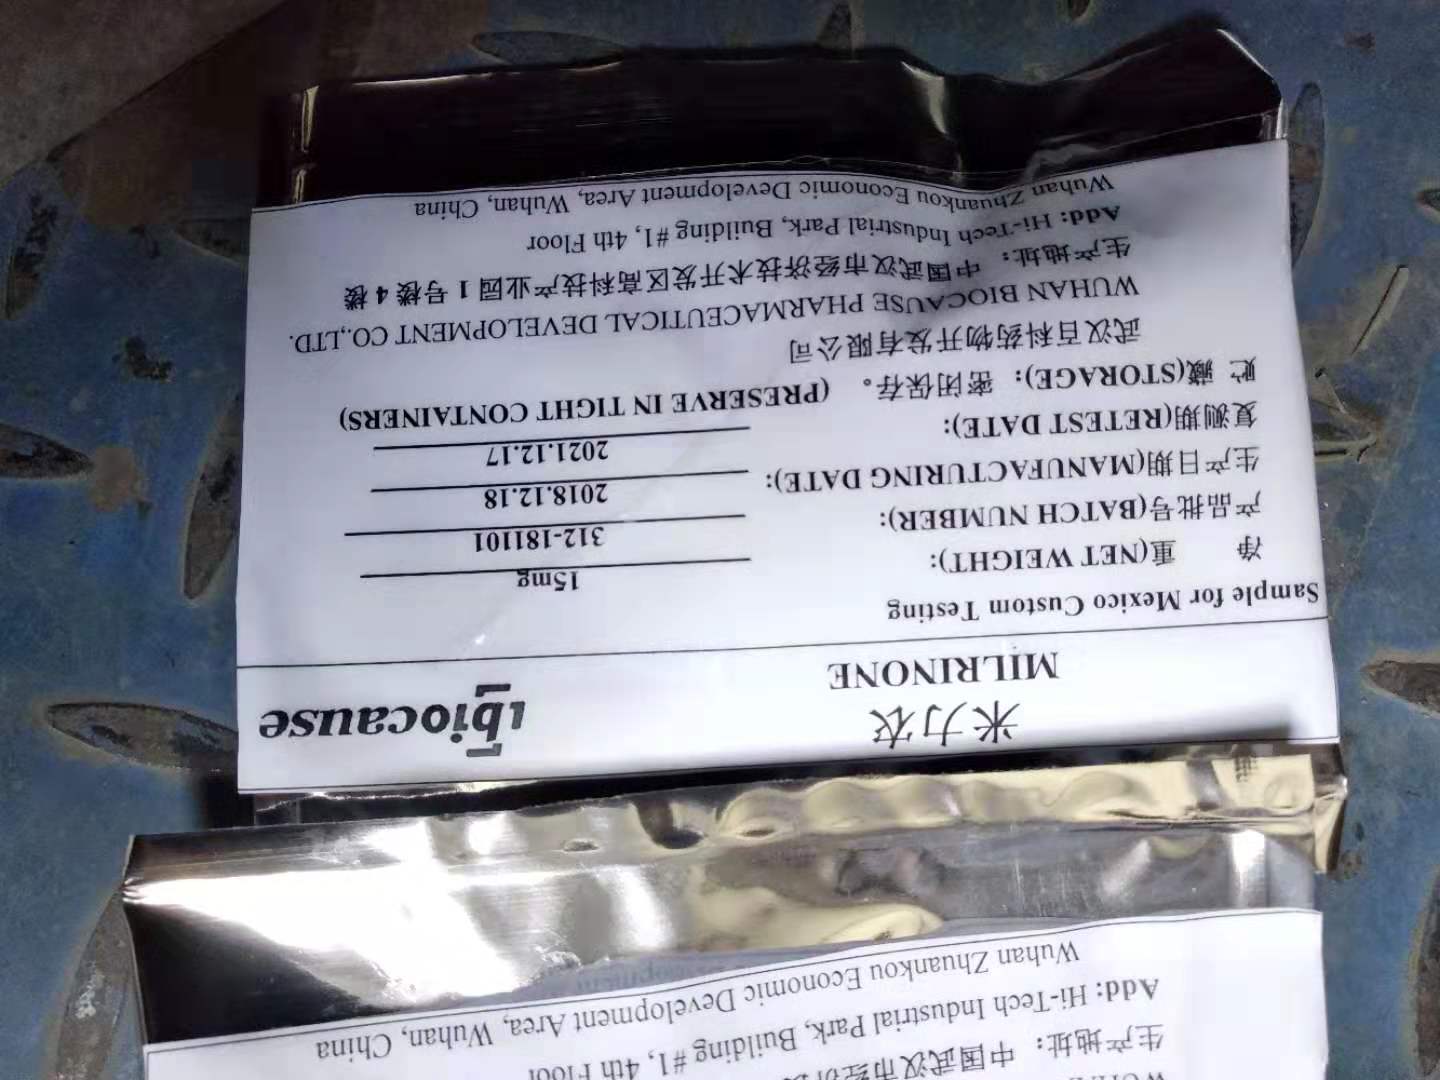 米力农
MILRINONE
biocause
Sample for Mexico Custom Testing
净 重(NET WEIGHT): 15mg
产品批号(BATCH NUMBER): 312-181101
生产日期(MANUFACTURING DATE): 2018.12.18
复测期(RETEST DATE): 2021.12.17
贮 藏(STORAGE): 密闭保存。 (PRESERVE IN TIGHT CONTAINERS)
武汉百科药物开发有限公司
WUHAN BIOCAUSE PHARMACEUTICAL DEVELOPMENT CO.,LTD.
生产地址: 中国武汉市经济技术开发区高科技产业园1号楼4楼
Add: Hi-Tech Industrial Park, Building #1, 4th Floor
Wuhan Zhuankou Economic Development Area, Wuhan, China
生产地址: 中国武汉市经济
Add: Hi-Tech Industrial Park, Building #1, 4th Floor
Wuhan Zhuankou Economic Development Area, Wuhan, China